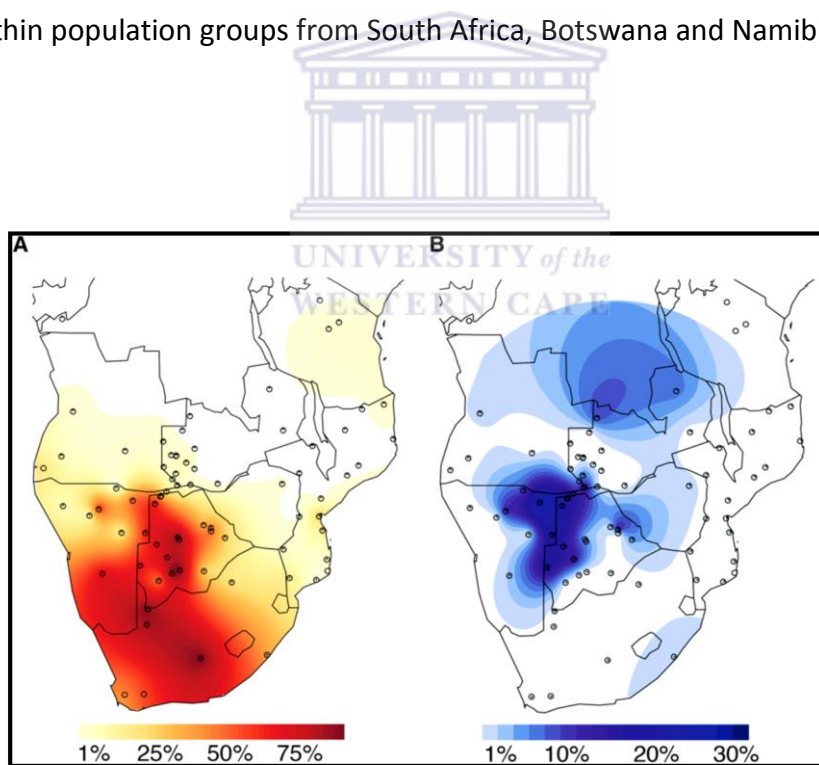 thin population groups from South Africa, Botswana and Namib
UNIVERSITY of the
WESTERN CAPE
A
B
1% 25% 50% 75%
1% 10% 20% 30%